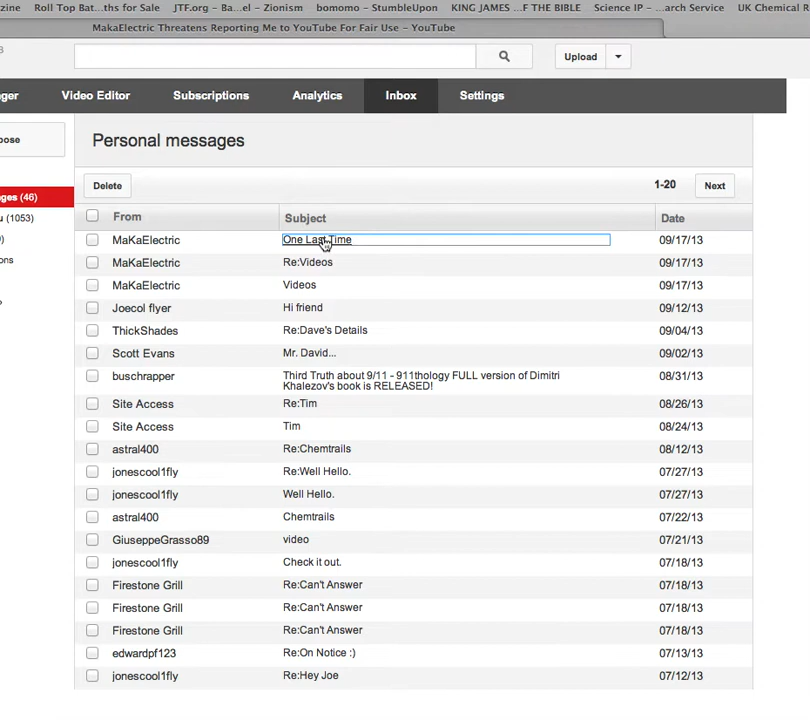 zine Roll Top Bat...ths for Sale JTF.org – Ba...el – Zionism bomomo – StumbleUpon KING JAMES ...F THE BIBLE Science IP – ...arch Service UK Chemical R
MakaElectric Threatens Reporting Me to YouTube For Fair Use – YouTube
Upload
ger Video Editor Subscriptions Analytics Inbox Settings
pose Personal messages
Delete 1-20 Next
ges (46)
u (1053)
From Subject Date
MaKaElectric One Last Time 09/17/13
MaKaElectric Re:Videos 09/17/13
ons
MaKaElectric Videos 09/17/13
Joecol flyer Hi friend 09/12/13
ThickShades Re:Dave's Details 09/04/13
Scott Evans Mr. David... 09/02/13
buschrapper Third Truth about 9/11 - 911thology FULL version of Dimitri 08/31/13
Khalezov's book is RELEASED!
Site Access Re:Tim 08/26/13
Site Access Tim 08/24/13
astral400 Re:Chemtrails 08/12/13
jonescool1fly Re:Well Hello. 07/27/13
jonescool1fly Well Hello. 07/27/13
astral400 Chemtrails 07/22/13
GiuseppeGrasso89 video 07/21/13
jonescool1fly Check it out. 07/18/13
Firestone Grill Re:Can't Answer 07/18/13
Firestone Grill Re:Can't Answer 07/18/13
Firestone Grill Re:Can't Answer 07/18/13
edwardpf123 Re:On Notice :) 07/13/13
jonescool1fly Re:Hey Joe 07/12/13